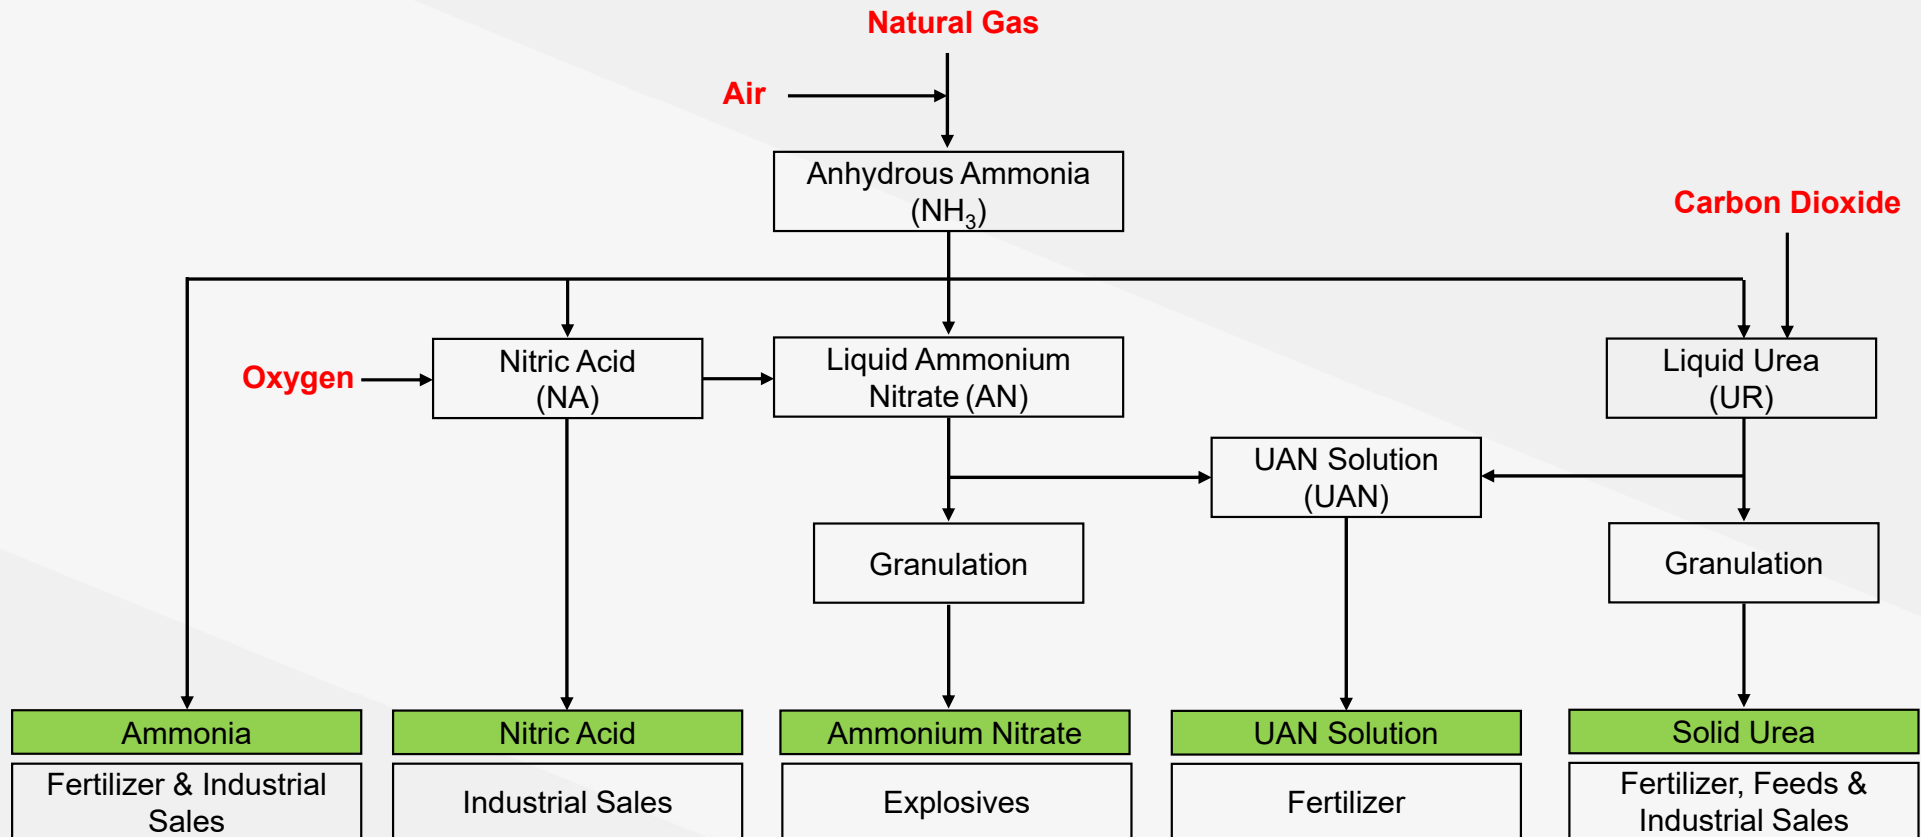 Natural Gas
Air
Anhydrous Ammonia
(NH₃)
Carbon Dioxide
Oxygen
Nitric Acid
(NA)
Liquid Ammonium
Nitrate (AN)
Liquid Urea
(UR)
UAN Solution
(UAN)
Granulation
Granulation
Ammonia
Nitric Acid
Ammonium Nitrate
UAN Solution
Solid Urea
Fertilizer & Industrial
Sales
Industrial Sales
Explosives
Fertilizer
Fertilizer, Feeds &
Industrial Sales